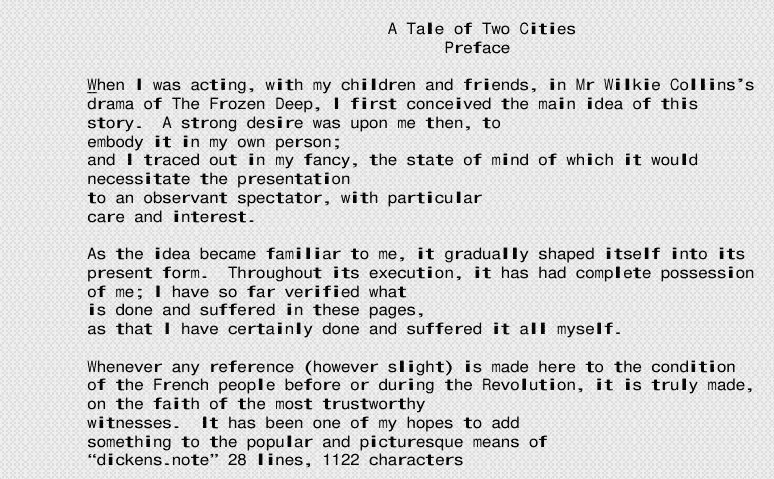 A Tale of Two Cities
Preface
When I was acting, with my children and friends, in Mr Wilkie Collins's
drama of The Frozen Deep, I first conceived the main idea of this
story.  A strong desire was upon me then, to
embody it in my own person;
and I traced out in my fancy, the state of mind of which it would
necessitate the presentation
to an observant spectator, with particular
care and interest.
As the idea became familiar to me, it gradually shaped itself into its
present form.  Throughout its execution, it has had complete possession
of me; I have so far verified what
is done and suffered in these pages,
as that I have certainly done and suffered it all myself.
Whenever any reference (however slight) is made here to the condition
of the French people before or during the Revolution, it is truly made,
on the faith of the most trustworthy
witnesses.  It has been one of my hopes to add
something to the popular and picturesque means of
“dickens.note” 28 lines, 1122 characters